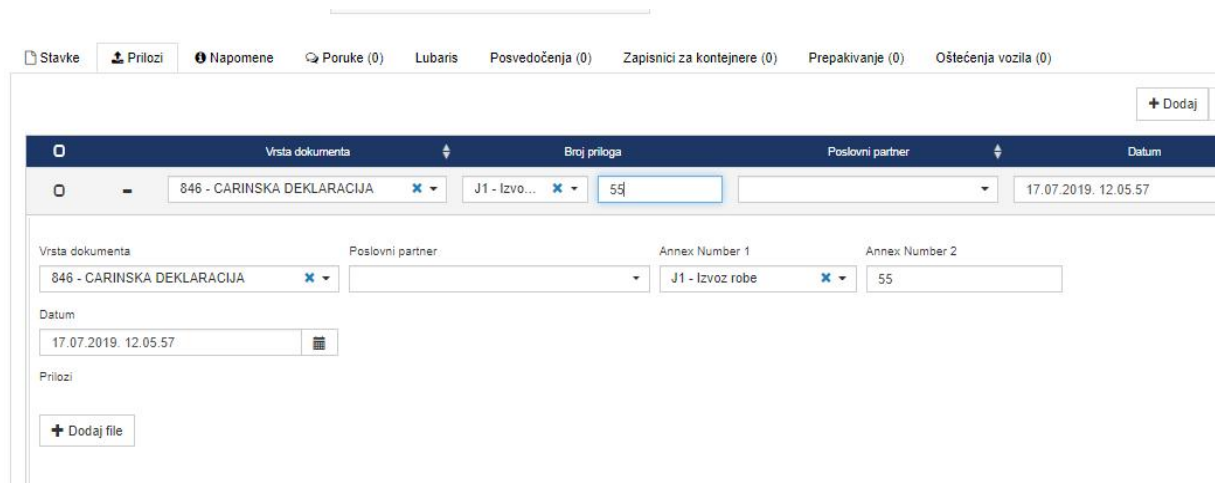 Stavke Prilozi Napomene Poruke (0) Lubaris Posvedočenja (0) Zapisnici za kontejnere (0) Prepakivanje (0) Oštećenja vozila (0)
+ Dodaj
Vrsta dokumenta Broj priloga Poslovni partner Datum
846 - CARINSKA DEKLARACIJA J1 - Izvo... 55 17.07.2019. 12.05.57
Vrsta dokumenta Poslovni partner Annex Number 1 Annex Number 2
846 - CARINSKA DEKLARACIJA J1 - Izvoz robe 55
Datum
17.07.2019. 12.05.57
Prilozi
+ Dodaj file